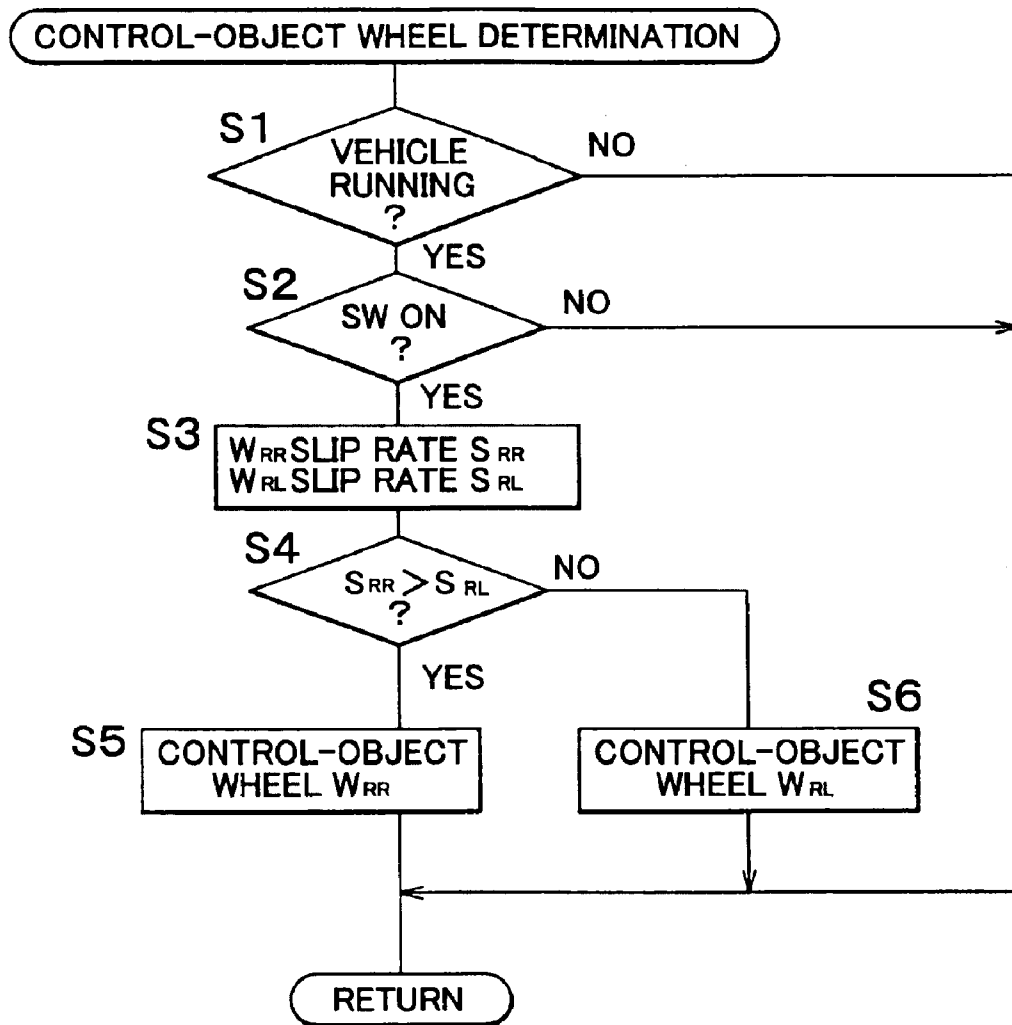 CONTROL-OBJECT WHEEL DETERMINATION
S1
VEHICLE
RUNNING
?
NO
YES
S2
SW ON
?
NO
YES
S3
WRR SLIP RATE SRR
WRL SLIP RATE SRL
S4
SRR > SRL
?
NO
YES
S5
CONTROL-OBJECT
WHEEL WRR
S6
CONTROL-OBJECT
WHEEL WRL
RETURN